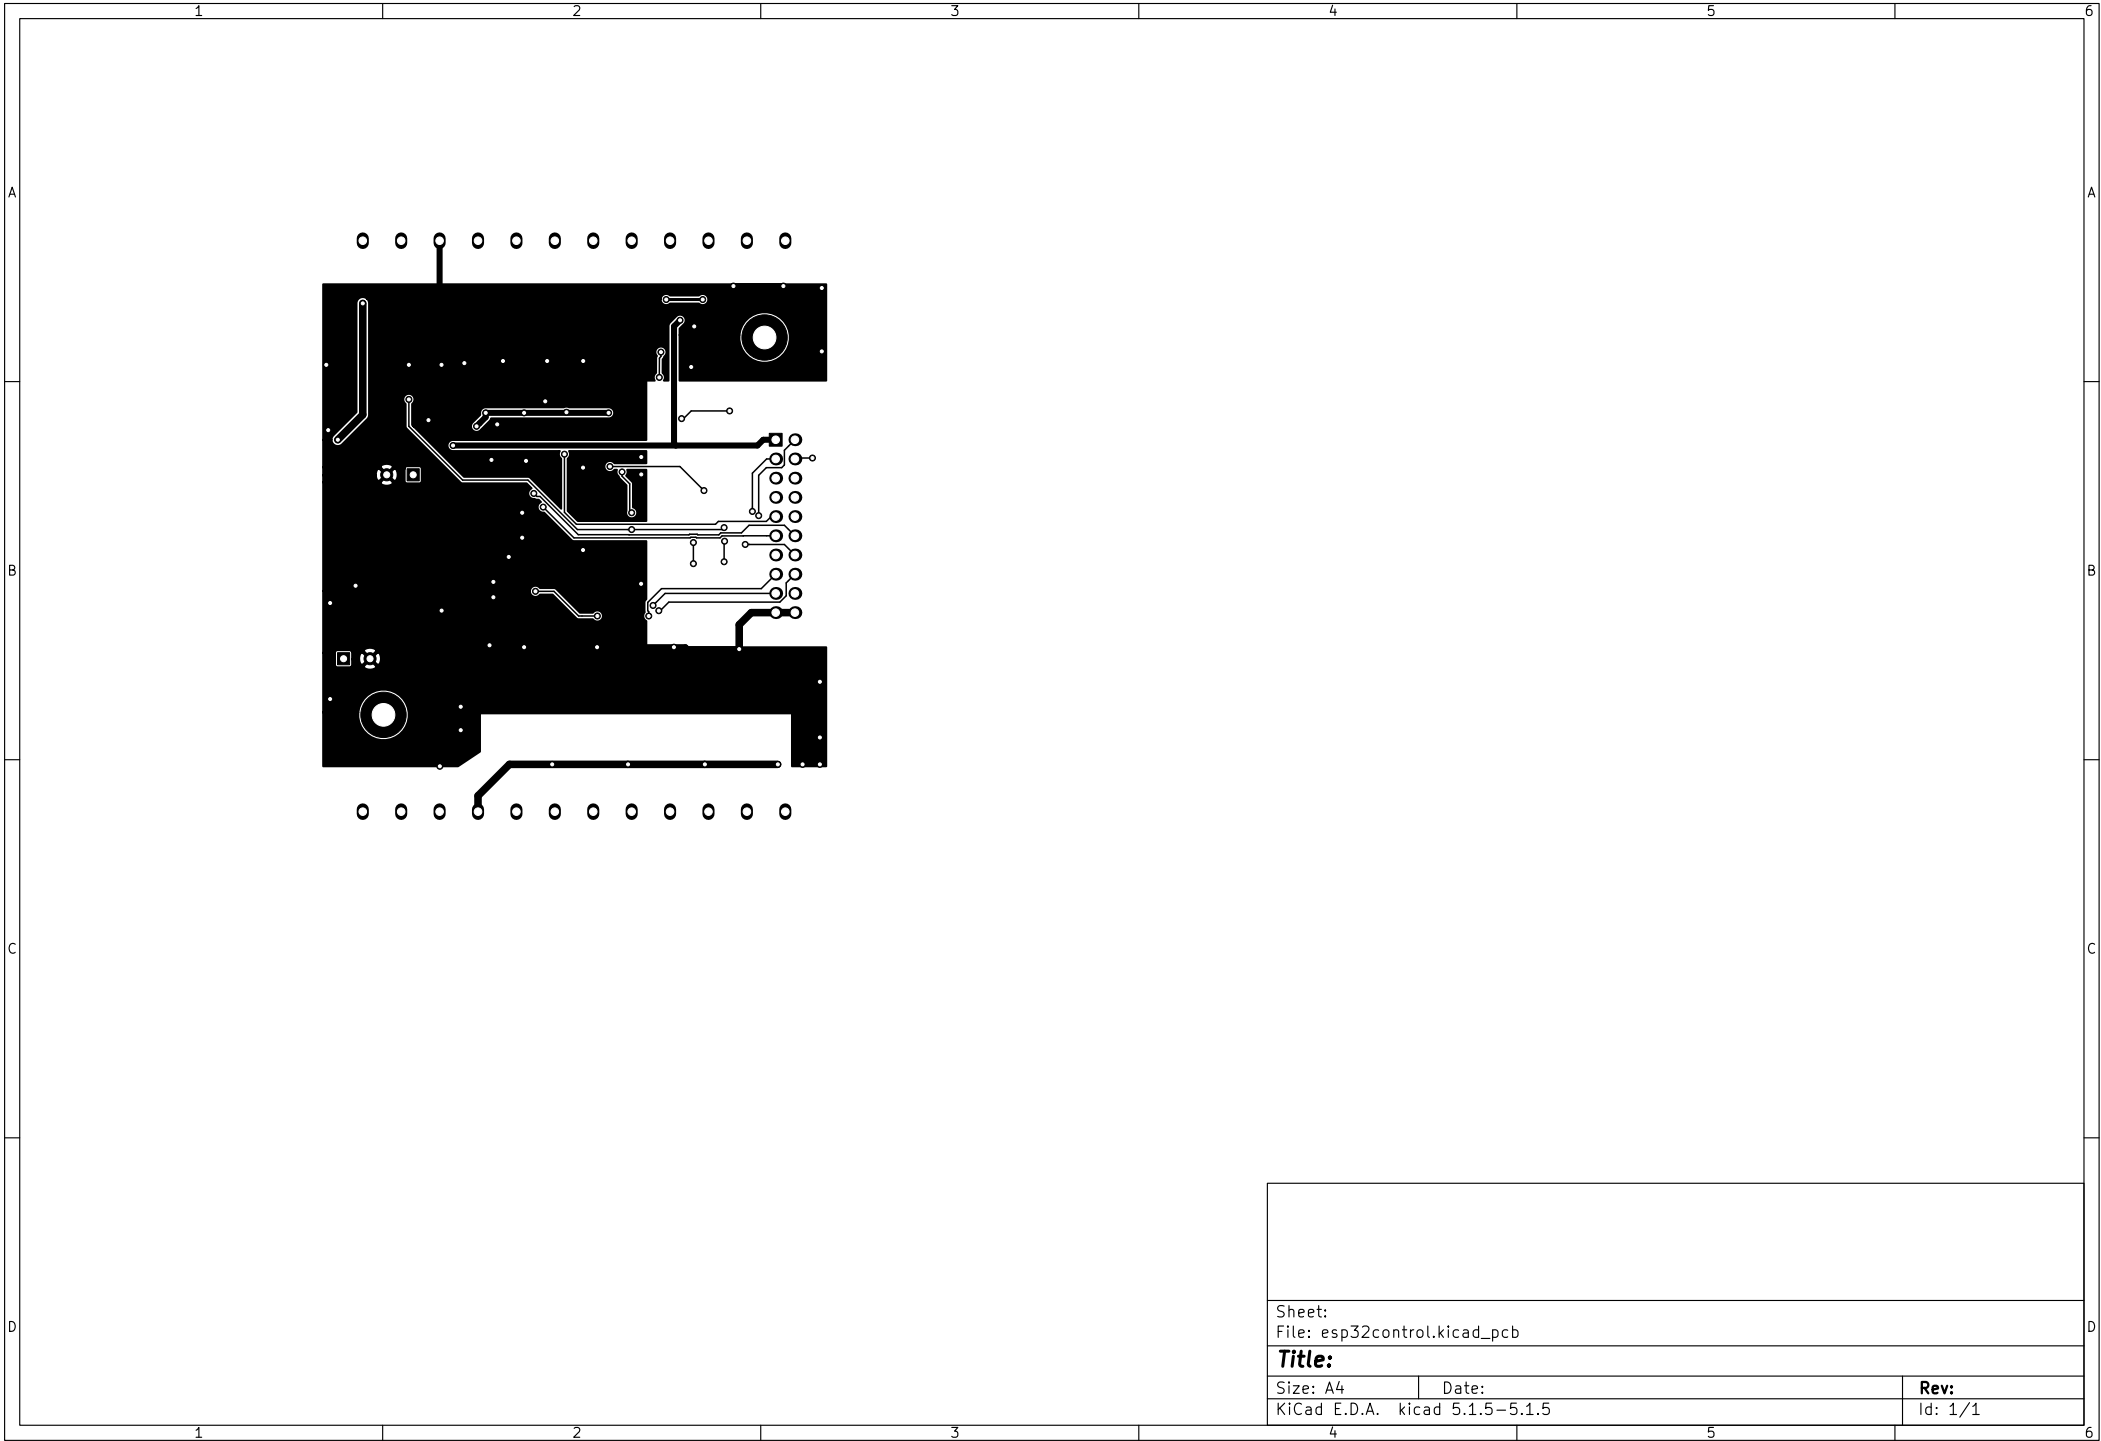 1 2 3 4 5 6
A A
B B
C C
Sheet:
File: esp32control.kicad_pcb
D D
Title:
Size: A4 Date: Rev:
KiCad E.D.A. kicad 5.1.5-5.1.5 Id: 1/1
1 2 3 4 5 6